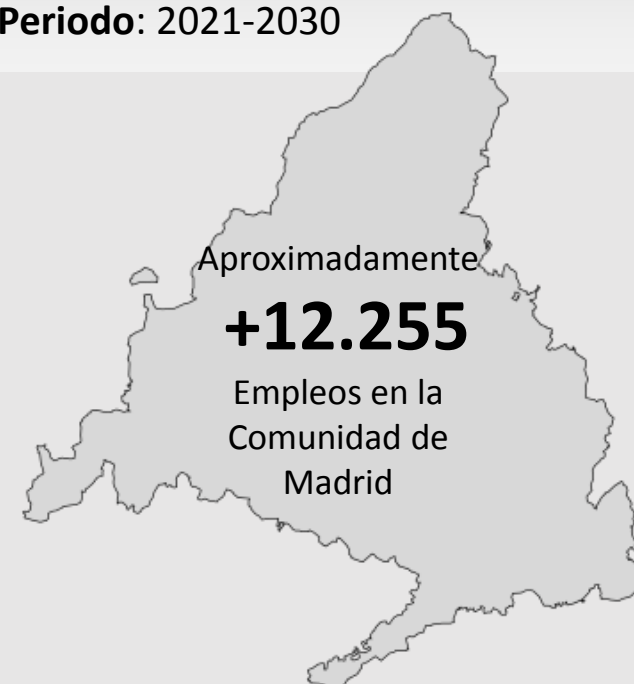 Periodo: 2021-2030
Aproximadamente
+12.255
Empleos en la
Comunidad de
Madrid